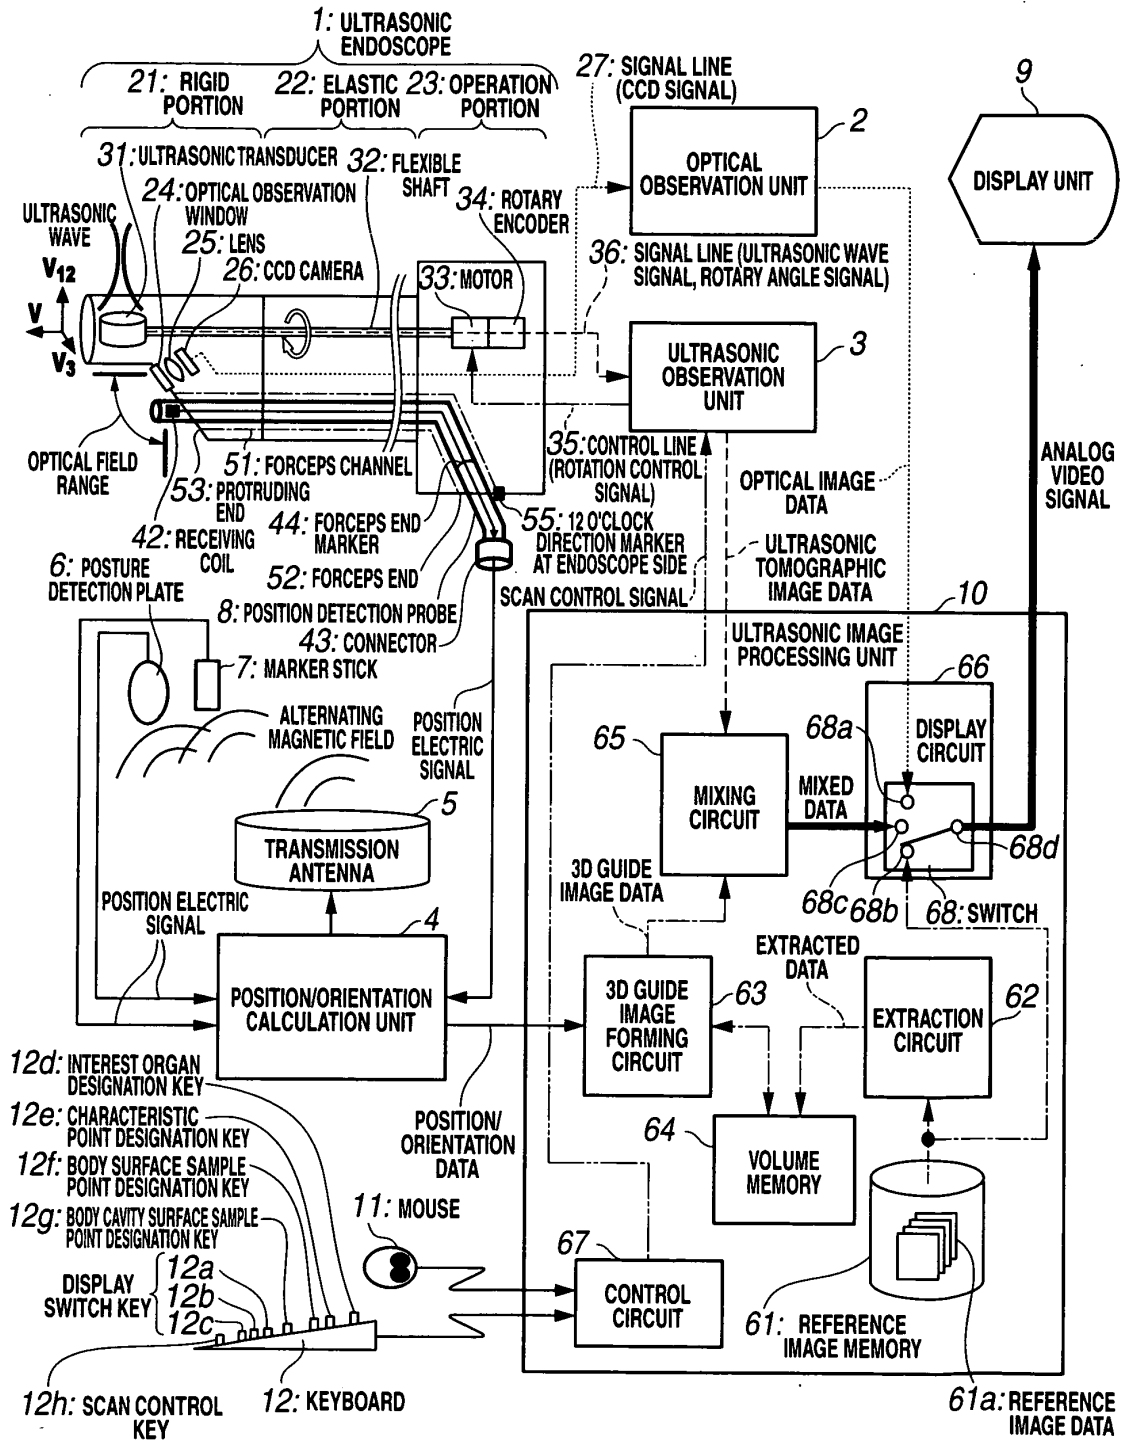 1: ULTRASONIC
ENDOSCOPE
21: RIGID
PORTION
22: ELASTIC
PORTION
23: OPERATION
PORTION
27: SIGNAL LINE
(CCD SIGNAL)
9
2
31: ULTRASONIC TRANSDUCER
32: FLEXIBLE
SHAFT
24: OPTICAL OBSERVATION
WINDOW
34: ROTARY
ENCODER
OPTICAL
OBSERVATION UNIT
DISPLAY UNIT
ULTRASONIC
WAVE
25: LENS
26: CCD CAMERA
36: SIGNAL LINE (ULTRASONIC WAVE
SIGNAL, ROTARY ANGLE SIGNAL)
V12
V
V3
33: MOTOR
3
ULTRASONIC
OBSERVATION
UNIT
OPTICAL FIELD
RANGE
51: FORCEPS CHANNEL
53: PROTRUDING
END
42: RECEIVING
COIL
35: CONTROL LINE
(ROTATION CONTROL
SIGNAL)
OPTICAL IMAGE
DATA
ANALOG
VIDEO
SIGNAL
44: FORCEPS END
MARKER
55: 12 O'CLOCK
DIRECTION MARKER
AT ENDOSCOPE SIDE
ULTRASONIC
TOMOGRAPHIC
IMAGE DATA
6: POSTURE
DETECTION PLATE
52: FORCEPS END
SCAN CONTROL SIGNAL
8: POSITION DETECTION PROBE
43: CONNECTOR
10
ULTRASONIC IMAGE
PROCESSING UNIT
7: MARKER STICK
66
ALTERNATING
MAGNETIC FIELD
POSITION
ELECTRIC
SIGNAL
65
68a
DISPLAY
CIRCUIT
MIXING
CIRCUIT
MIXED
DATA
5
TRANSMISSION
ANTENNA
68d
3D GUIDE
IMAGE DATA
68c
68b
68: SWITCH
POSITION ELECTRIC
SIGNAL
4
EXTRACTED
DATA
POSITION/ORIENTATION
CALCULATION UNIT
3D GUIDE
IMAGE
FORMING
CIRCUIT
63
EXTRACTION
CIRCUIT
62
12d: INTEREST ORGAN
DESIGNATION KEY
12e: CHARACTERISTIC
POINT DESIGNATION KEY
POSITION/
ORIENTATION
DATA
64
VOLUME
MEMORY
12f: BODY SURFACE SAMPLE
POINT DESIGNATION KEY
12g: BODY CAVITY SURFACE SAMPLE
POINT DESIGNATION KEY
11: MOUSE
67
CONTROL
CIRCUIT
DISPLAY
SWITCH KEY
12a
12b
12c
61: REFERENCE
IMAGE MEMORY
12h: SCAN CONTROL
KEY
12: KEYBOARD
61a: REFERENCE
IMAGE DATA